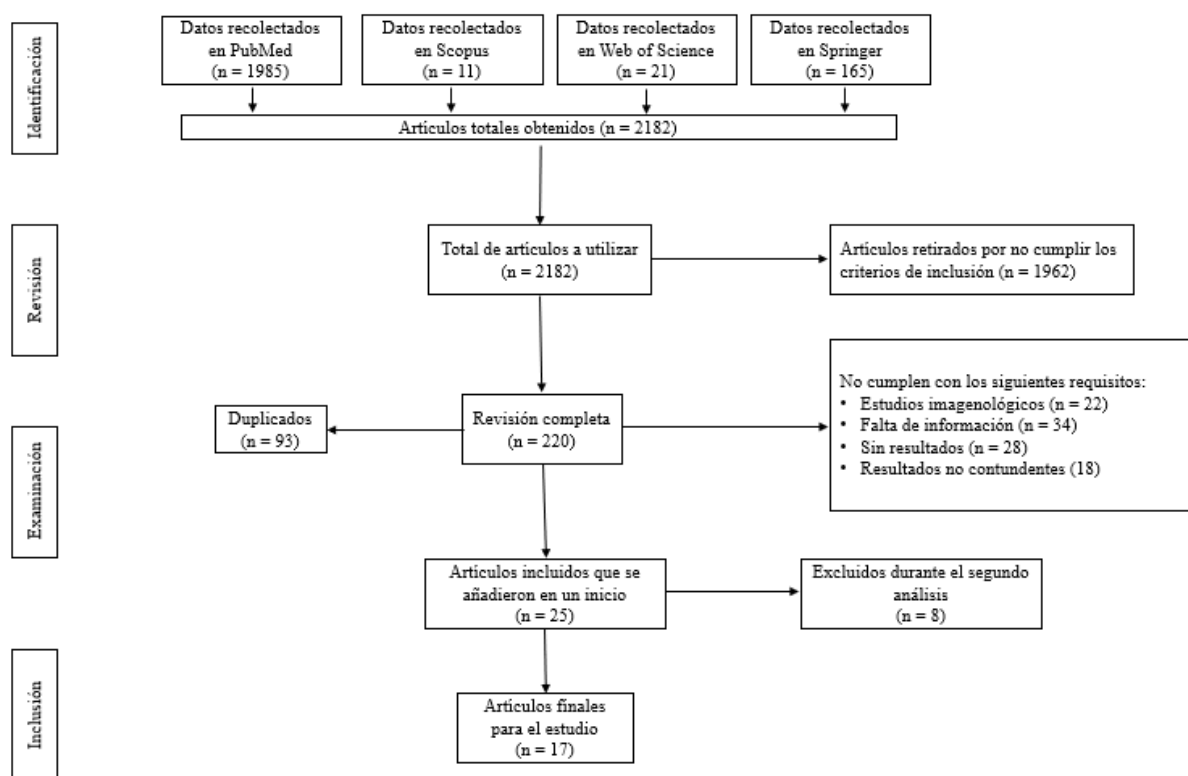 Identificación
Datos recolectados
en PubMed
(n = 1985)
Datos recolectados
en Scopus
(n = 11)
Datos recolectados
en Web of Science
(n = 21)
Datos recolectados
en Springer
(n = 165)
Artículos totales obtenidos (n = 2182)
Revisión
Total de artículos a utilizar
(n = 2182)
Artículos retirados por no cumplir los
criterios de inclusión (n = 1962)
Examinación
Duplicados
(n = 93)
Revisión completa
(n = 220)
No cumplen con los siguientes requisitos:
• Estudios imagenológicos (n = 22)
• Falta de información (n = 34)
• Sin resultados (n = 28)
• Resultados no contundentes (18)
Artículos incluidos que se
añadieron en un inicio
(n = 25)
Excluidos durante el segundo
análisis
(n = 8)
Inclusión
Artículos finales
para el estudio
(n = 17)